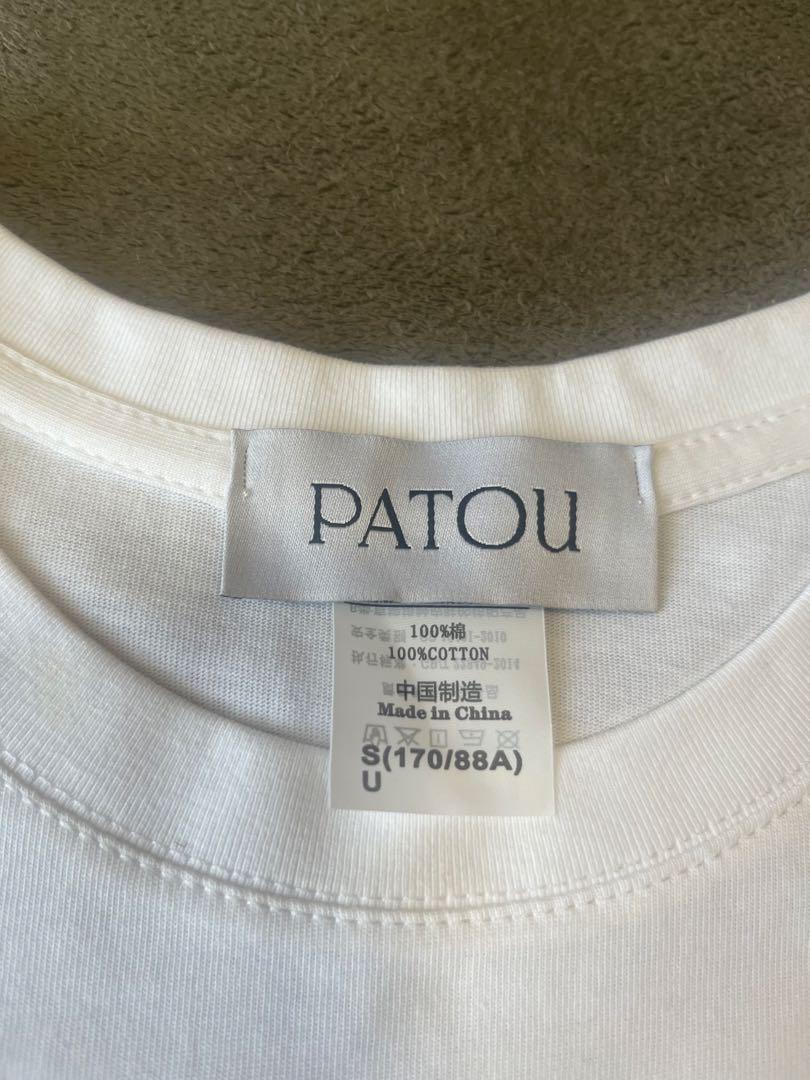 PATOU
100%棉
100%COTTON
中国制造
Made in China
S(170/88A)
U